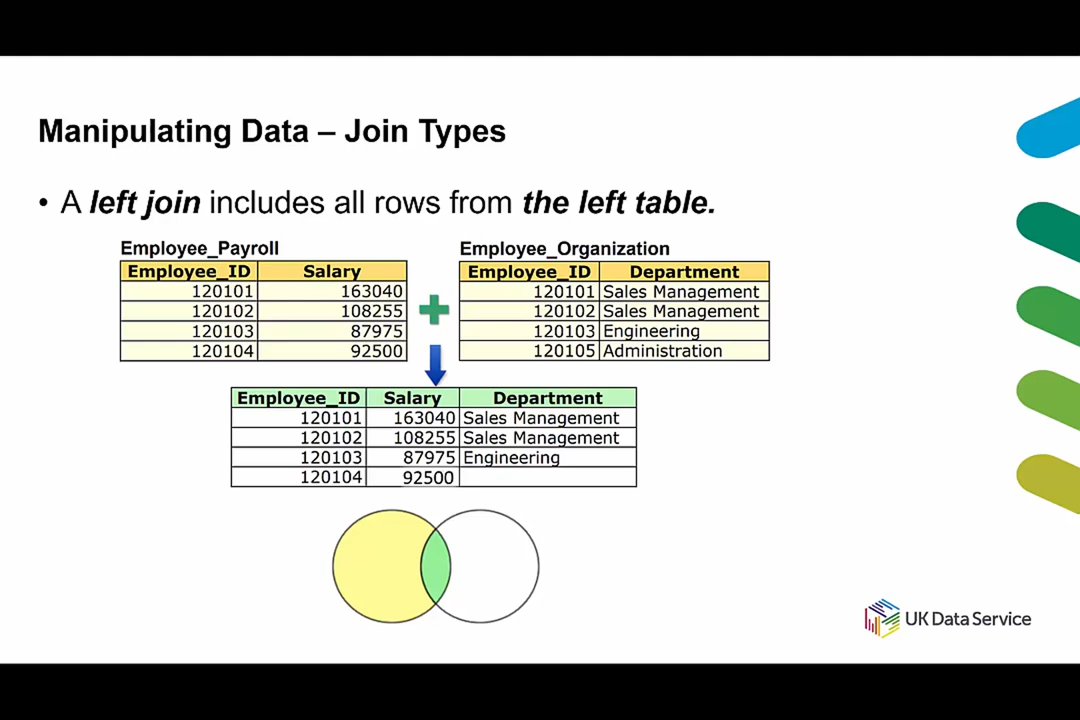 Manipulating Data – Join Types
• A left join includes all rows from the left table.
Employee_Payroll
Employee_ID Salary
120101 163040
120102 108255
120103 87975
120104 92500
Employee_Organization
Employee_ID Department
120101 Sales Management
120102 Sales Management
120103 Engineering
120105 Administration
Employee_ID Salary Department
120101 163040 Sales Management
120102 108255 Sales Management
120103 87975 Engineering
120104 92500
UK Data Service